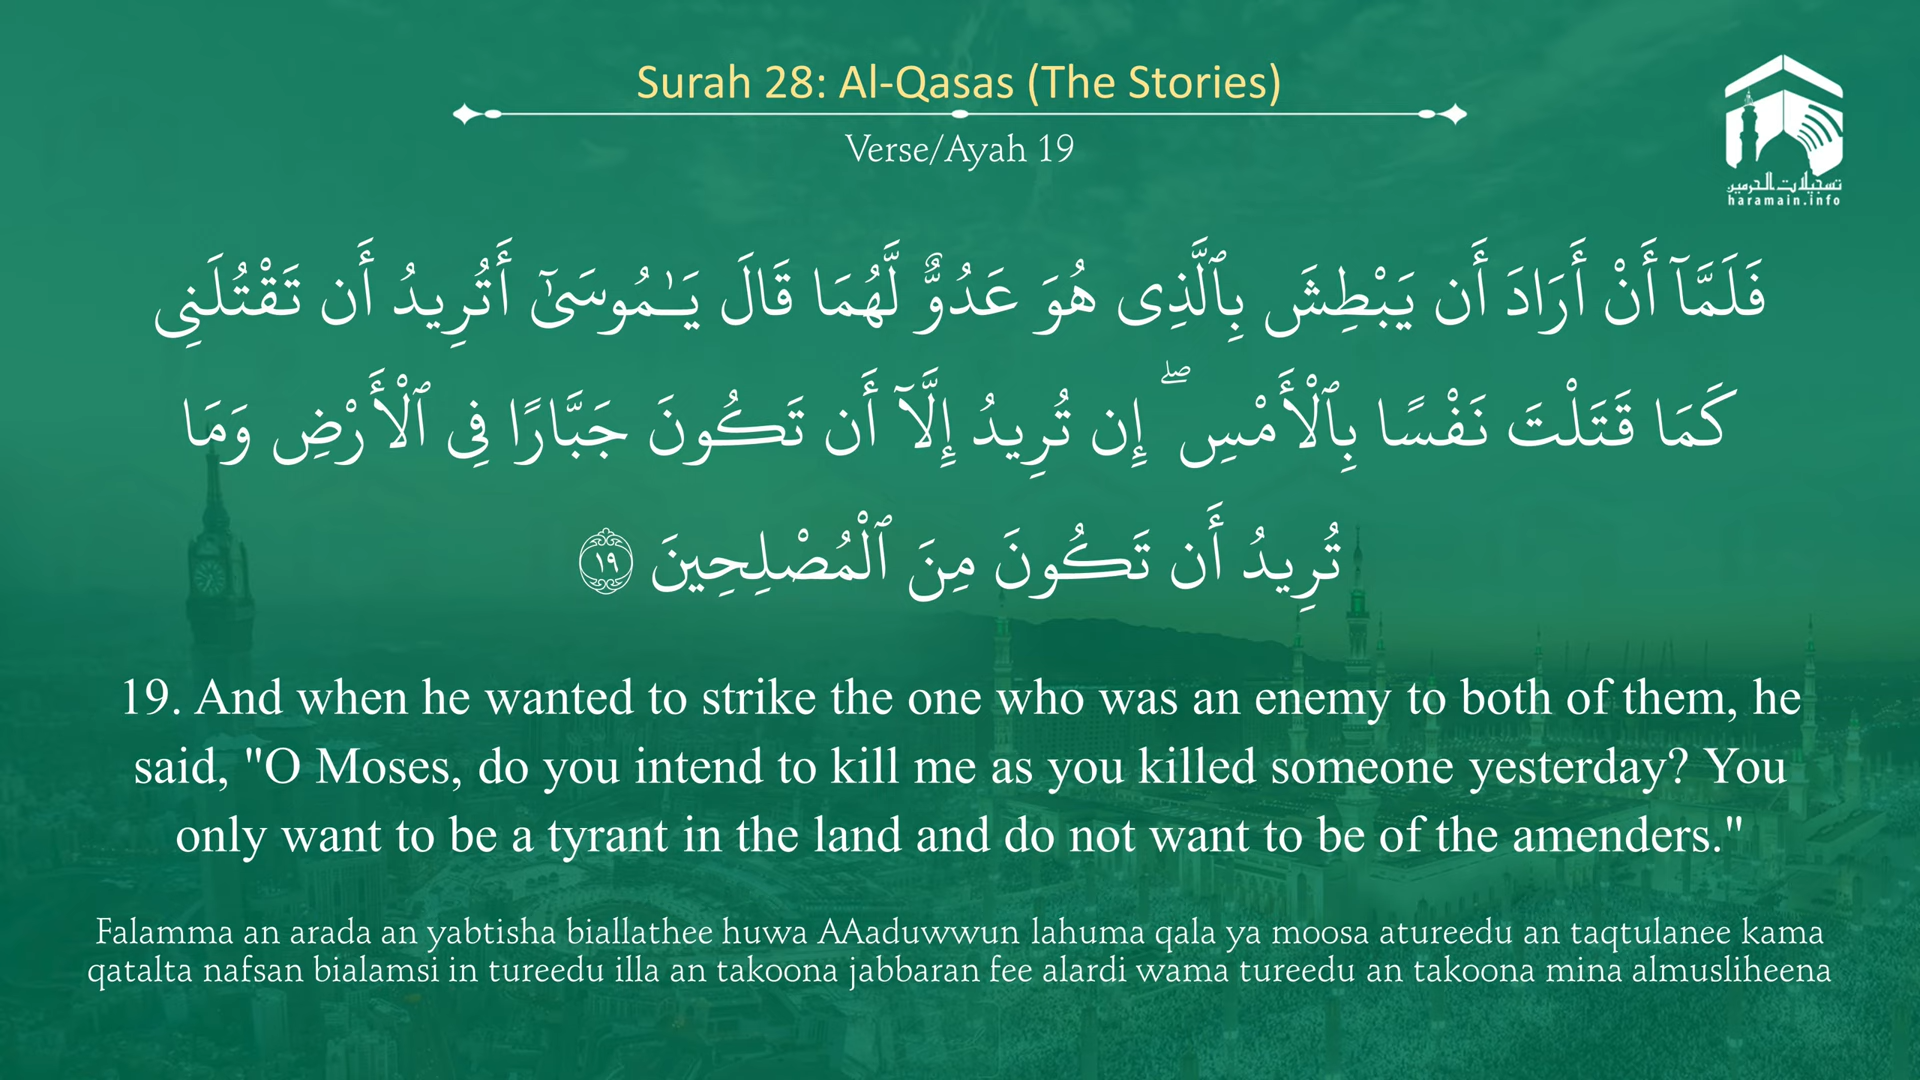 Surah 28: Al-Qasas (The Stories)
Verse/Ayah 19
تسجيلات الحرمين
haramain.info
فَلَمَّآ أَنْ أَرَادَ أَن يَبْطِشَ بِٱلَّذِى هُوَ عَدُوٌّ لَّهُمَا قَالَ يَـٰمُوسَىٰٓ أَتُرِيدُ أَن تَقْتُلَنِى
كَمَا قَتَلْتَ نَفْسًا بِٱلْأَمْسِ ۖ إِن تُرِيدُ إِلَّآ أَن تَكُونَ جَبَّارًا فِى ٱلْأَرْضِ وَمَا
تُرِيدُ أَن تَكُونَ مِنَ ٱلْمُصْلِحِينَ ١٩
19. And when he wanted to strike the one who was an enemy to both of them, he
said, "O Moses, do you intend to kill me as you killed someone yesterday? You
only want to be a tyrant in the land and do not want to be of the amenders."
Falamma an arada an yabtisha biallathee huwa AAaduwwun lahuma qala ya moosa atureedu an taqtulanee kama
qatalta nafsan bialamsi in tureedu illa an takoona jabbaran fee alardi wama tureedu an takoona mina almusliheena